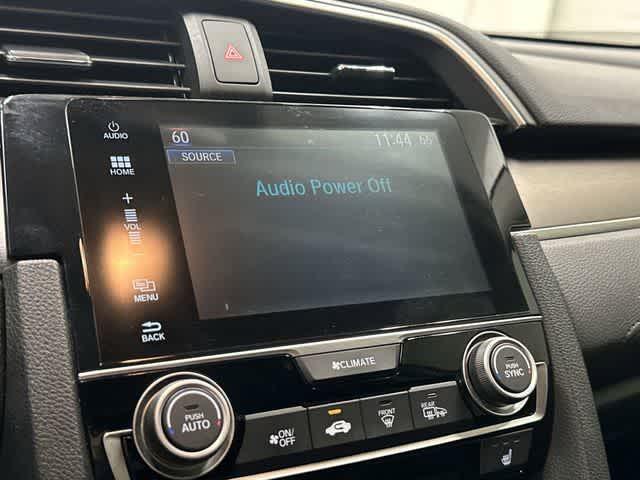 AUDIO
60
11:44 66
SOURCE
HOME
Audio Power Off
+
VOL
MENU
BACK
CLIMATE
PUSH
AUTO
ON/
OFF
FRONT
REAR
PUSH
SYNC